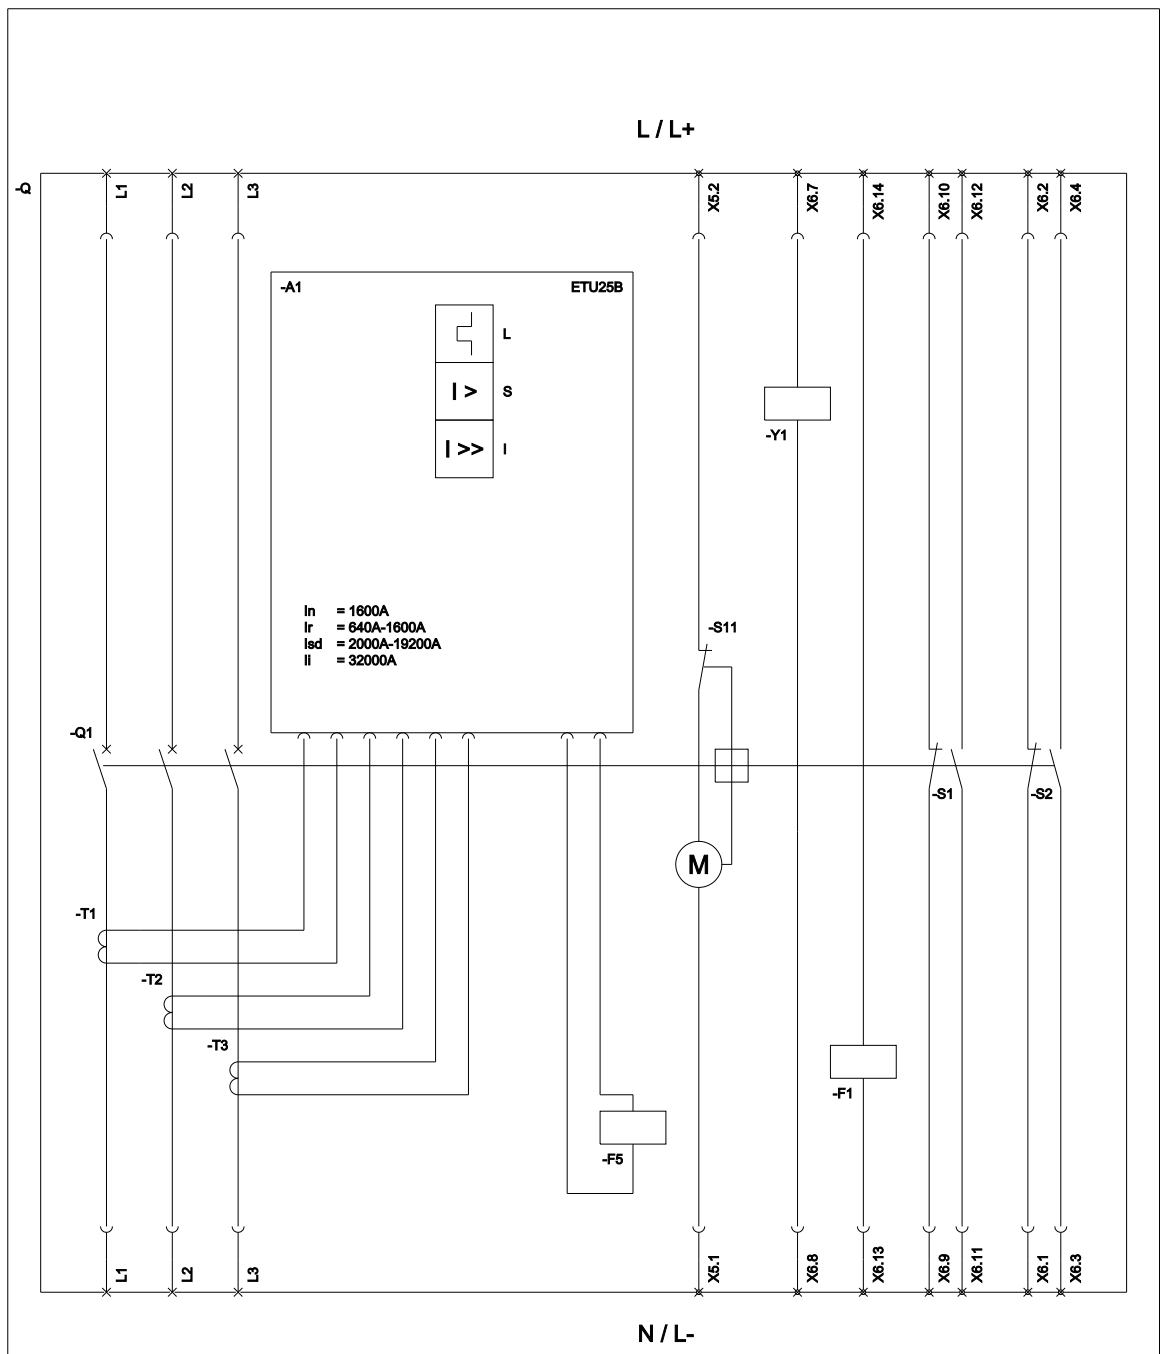 L / L+
-Q
L1
L2
L3
X5.2
X6.7
X6.14
X6.10
X6.12
X6.2
X6.4
-A1
ETU25B
L
I >
S
I >>
I
-Y1
In = 1600A
Ir = 640A-1600A
Isd = 2000A-19200A
Ii = 32000A
-S11
-Q1
-S1
-S2
M
-T1
-T2
-T3
-F1
-F5
L1
L2
L3
X5.1
X6.8
X6.13
X6.9
X6.11
X6.1
X6.3
N / L-